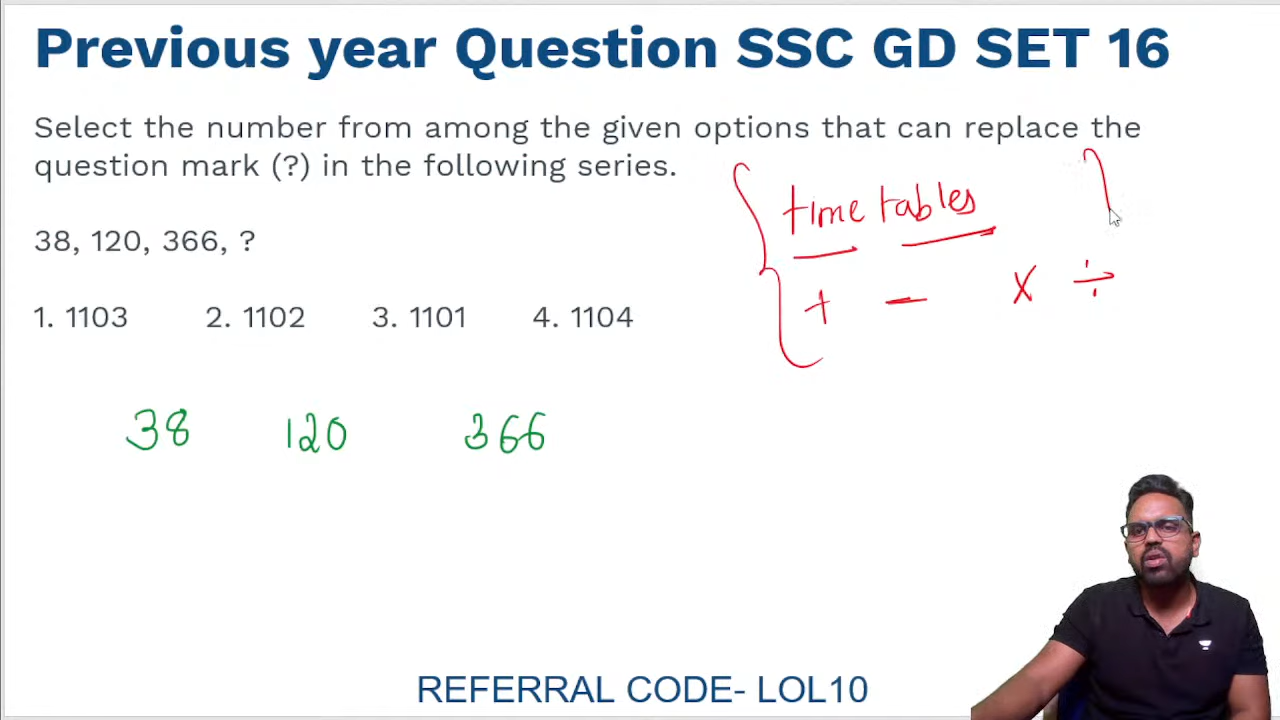 Previous year Question SSC GD SET 16
Select the number from among the given options that can replace the
question mark (?) in the following series.
time tables
38, 120, 366, ?
+ - x ÷
1. 1103 2. 1102 3. 1101 4. 1104
38 120 366
REFERRAL CODE- LOL10